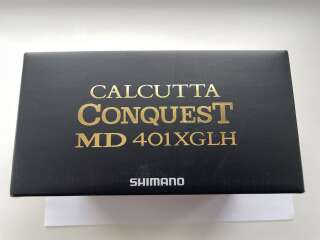 CALCUTTA
CONQUEST
MD 401XGLH
SHIMANO